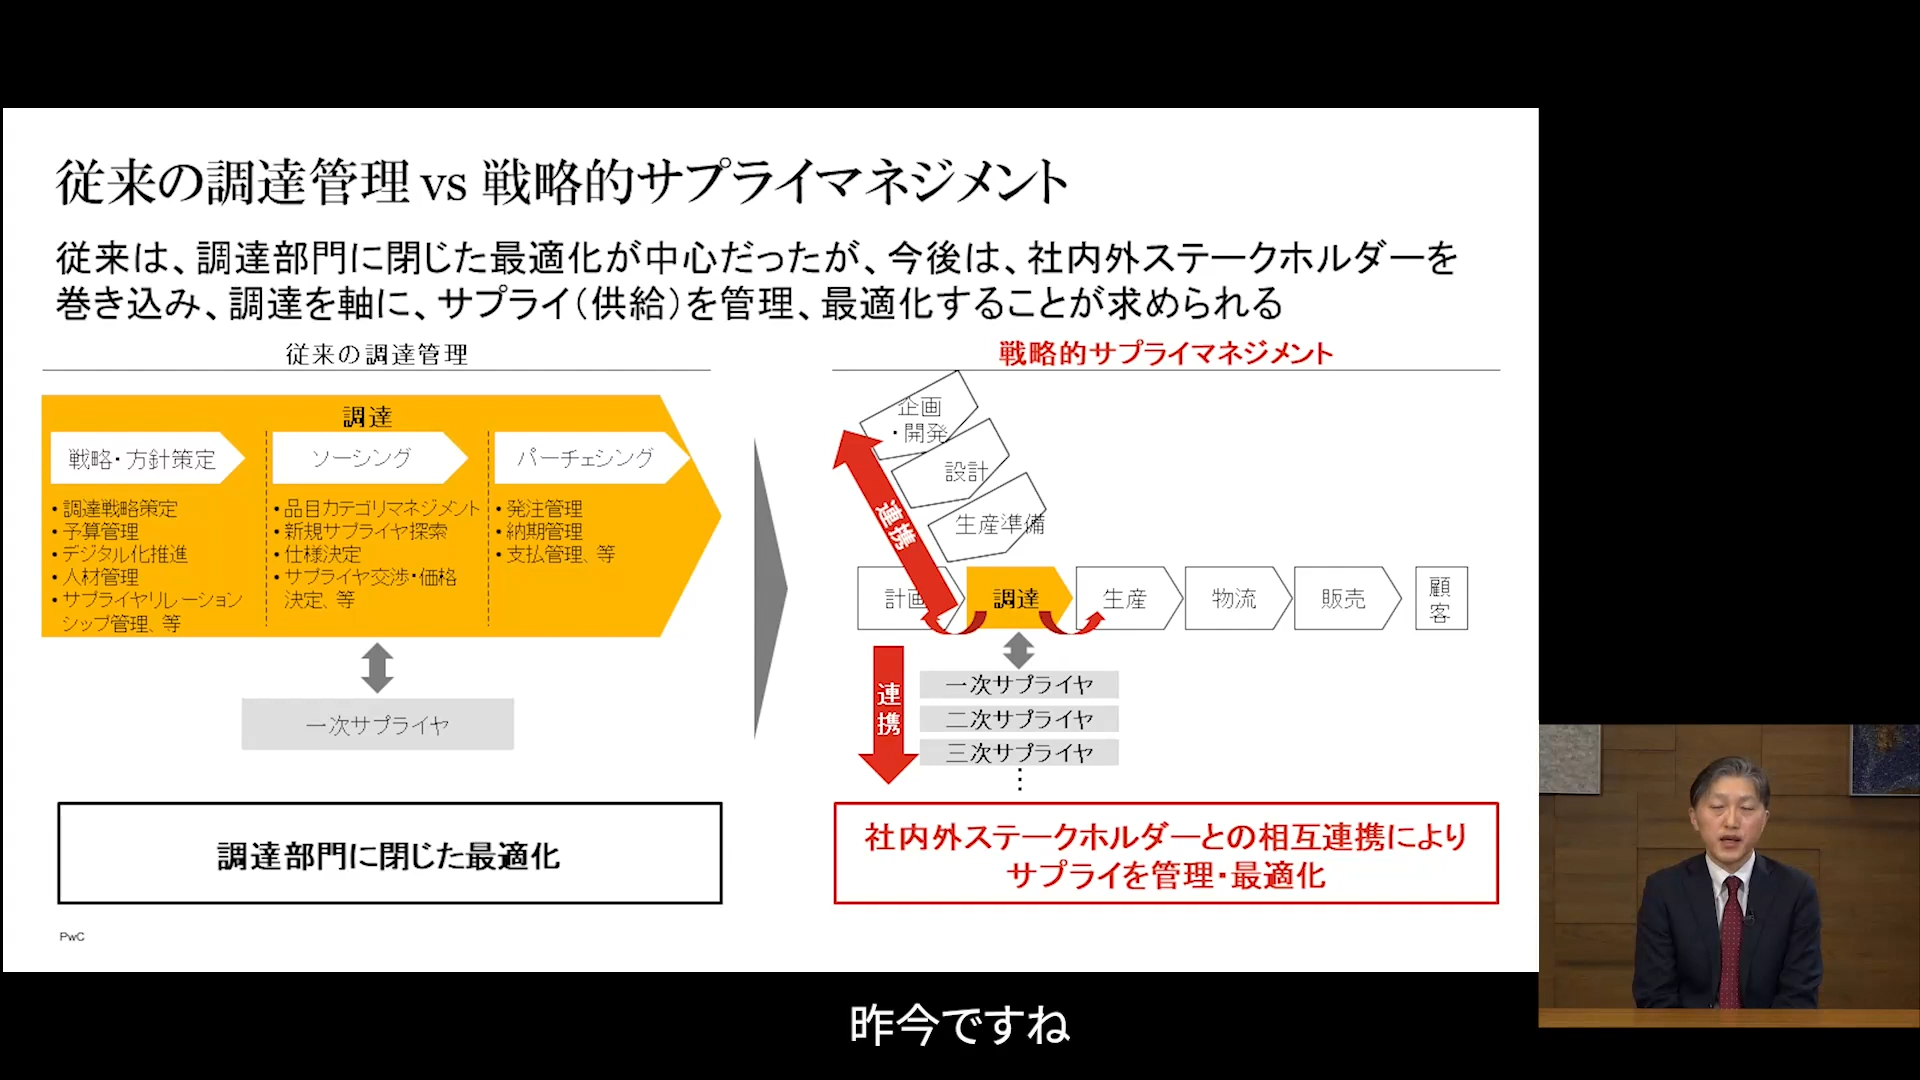 従来の調達管理 vs 戦略的サプライマネジメント
従来は、調達部門に閉じた最適化が中心だったが、今後は、社内外ステークホルダーを
巻き込み、調達を軸に、サプライ（供給）を管理、最適化することが求められる
従来の調達管理
調達
戦略・方針策定
・調達戦略策定
・予算管理
・デジタル化推進
・人材管理
・サプライヤリレーション
シップ管理、等
ソーシング
・品目カテゴリマネジメント
・新規サプライヤ探索
・仕様決定
・サプライヤ交渉・価格
決定、等
パーチェシング
・発注管理
・納期管理
・支払管理、等
一次サプライヤ
調達部門に閉じた最適化
戦略的サプライマネジメント
企画
・開発
設計
生産準備
連携
計画
調達
生産
物流
販売
顧
客
連
携
一次サプライヤ
二次サプライヤ
三次サプライヤ
社内外ステークホルダーとの相互連携により
サプライを管理・最適化
PwC
昨今ですね